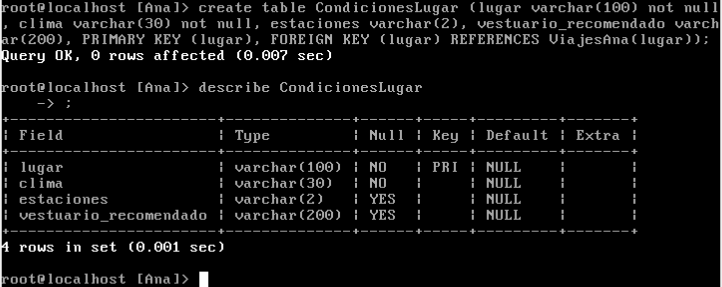 root@localhost [Ana]> create table CondicionesLugar (lugar varchar(100) not null
, clima varchar(30) not null, estaciones varchar(2), vestuario_recomendado varch
ar(200), PRIMARY KEY (lugar), FOREIGN KEY (lugar) REFERENCES ViajesAna(lugar));
Query OK, 0 rows affected (0.007 sec)
root@localhost [Ana]> describe CondicionesLugar
    -> ;
+-----------------------+--------------+------+-----+---------+-------+
| Field                 | Type         | Null | Key | Default | Extra |
+-----------------------+--------------+------+-----+---------+-------+
| lugar                 | varchar(100) | NO   | PRI | NULL    |       |
| clima                 | varchar(30)  | NO   |     | NULL    |       |
| estaciones            | varchar(2)   | YES  |     | NULL    |       |
| vestuario_recomendado | varchar(200) | YES  |     | NULL    |       |
+-----------------------+--------------+------+-----+---------+-------+
4 rows in set (0.001 sec)
root@localhost [Ana]>